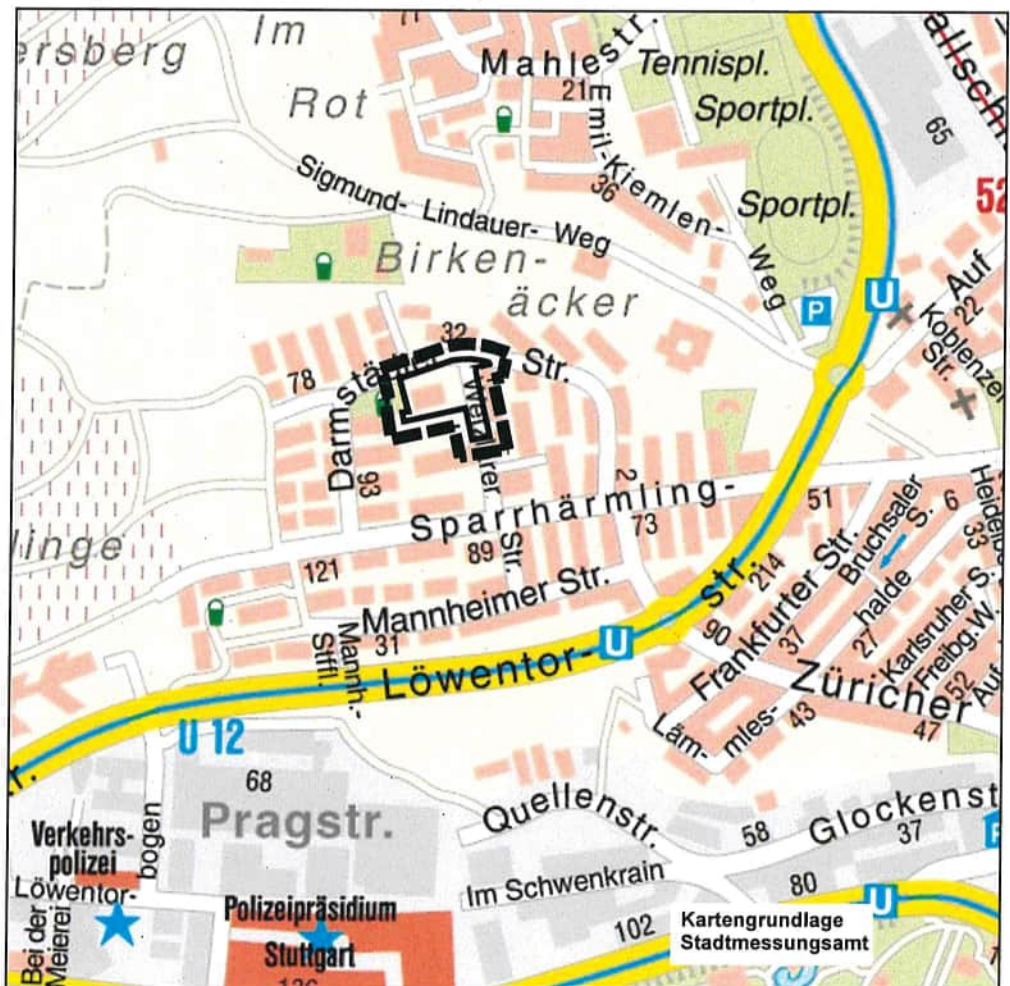 ersberg
Im
Rot
Mahlestr.
21
Tennispl.
Sportpl.
65
52
Emil-Kiemlen-Weg
36
Sigmund-Lindauer-Weg
Sportpl.
Birken-
äcker
P
U
Auf
22
Koblenzer
Str.
32
Str.
78
93
2
Sparrhärmling-
73
51
Bruchsaler
S.
6
33
linge
89
Str.
121
Mannheimer Str.
31
Mannh.-
Stffl.
Löwentor-
U
str.
214
Frankfurter Str.
90
37
halde
27
Karlsruher S.
Freibg.W.
52
Auf
Züricher
43
47
Läm-
mles-
U 12
68
Pragstr.
Verkehrs-
polizei
Löwentor-
bogen
Bei der
Meierei
Polizeipräsidium
Stuttgart
Quellenstr.
58
Glockenst
37
Im Schwenkrain
80
102
U
Kartengrundlage
Stadtmessungsamt